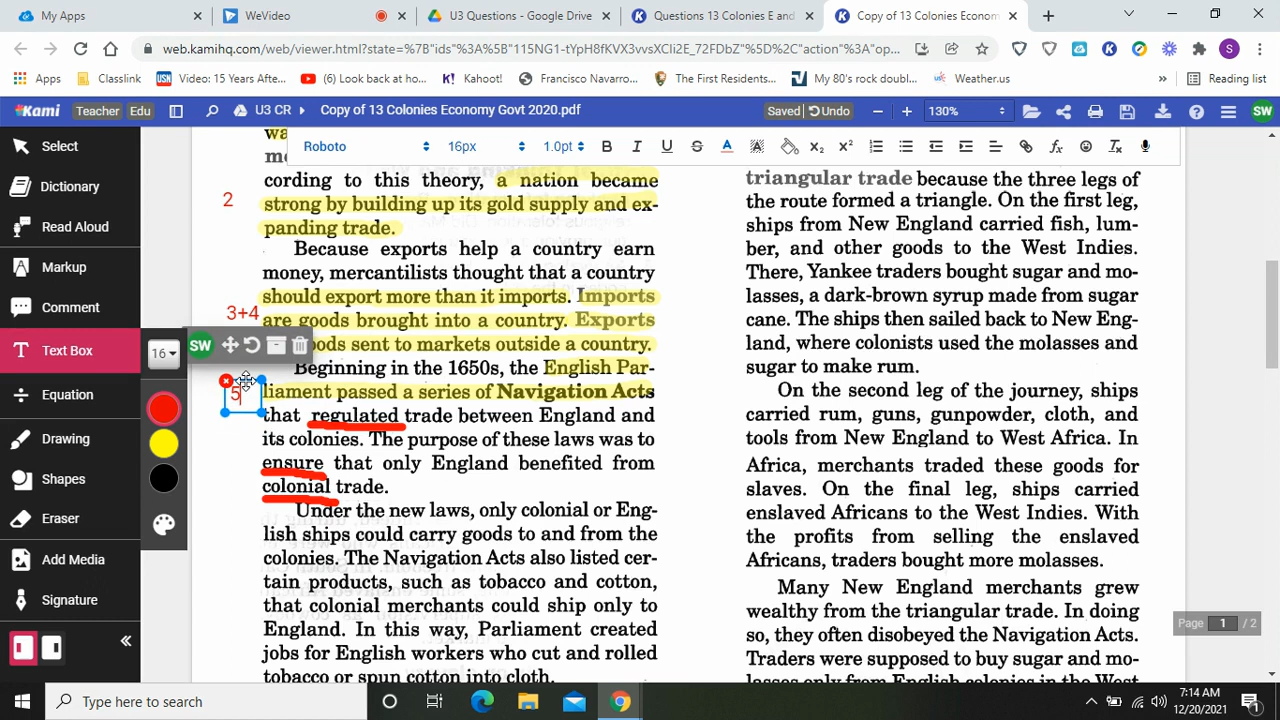 My Apps
WeVideo
U3 Questions - Google Drive
Questions 13 Colonies E and
Copy of 13 Colonies Econom
web.kamihq.com/web/viewer.html?state=%7B"ids"%3A%5B"115NG1-tYpH8fKVX3vvsXCIi2E_72FDbZ"%5D%2C"action"%3A"op...
S
Apps
Classlink
Video: 15 Years Afte...
(6) Look back at ho...
Kahoot!
Francisco Navarro...
The First Residents...
My 80's rock doubl...
Weather.us
»
Reading list
Kami
Teacher
Edu
U3 CR
Copy of 13 Colonies Economy Govt 2020.pdf
Saved
Undo
130%
SW
Select
Dictionary
Read Aloud
Markup
Comment
Text Box
Equation
Drawing
Shapes
Eraser
Add Media
Signature
16
SW
Roboto
16px
1.0pt
B I U S A
2
3+4
5
wa
me
cording to this theory, a nation became
strong by building up its gold supply and ex-
panding trade.
Because exports help a country earn
money, mercantilists thought that a country
should export more than it imports. Imports
are goods brought into a country. Exports
oods sent to markets outside a country.
Beginning in the 1650s, the English Par-
liament passed a series of Navigation Acts
that regulated trade between England and
its colonies. The purpose of these laws was to
ensure that only England benefited from
colonial trade.
Under the new laws, only colonial or Eng-
lish ships could carry goods to and from the
colonies. The Navigation Acts also listed cer-
tain products, such as tobacco and cotton,
that colonial merchants could ship only to
England. In this way, Parliament created
jobs for English workers who cut and rolled
tobacco or spun cotton into cloth.
triangular trade because the three legs of
the route formed a triangle. On the first leg,
ships from New England carried fish, lum-
ber, and other goods to the West Indies.
There, Yankee traders bought sugar and mo-
lasses, a dark-brown syrup made from sugar
cane. The ships then sailed back to New Eng-
land, where colonists used the molasses and
sugar to make rum.
On the second leg of the journey, ships
carried rum, guns, gunpowder, cloth, and
tools from New England to West Africa. In
Africa, merchants traded these goods for
slaves. On the final leg, ships carried
enslaved Africans to the West Indies. With
the profits from selling the enslaved
Africans, traders bought more molasses.
Many New England merchants grew
wealthy from the triangular trade. In doing
so, they often disobeyed the Navigation Acts.
Traders were supposed to buy sugar and mo-
lasses only from English colonies in the West
Page 1 / 2
Type here to search
7:14 AM
12/20/2021
1